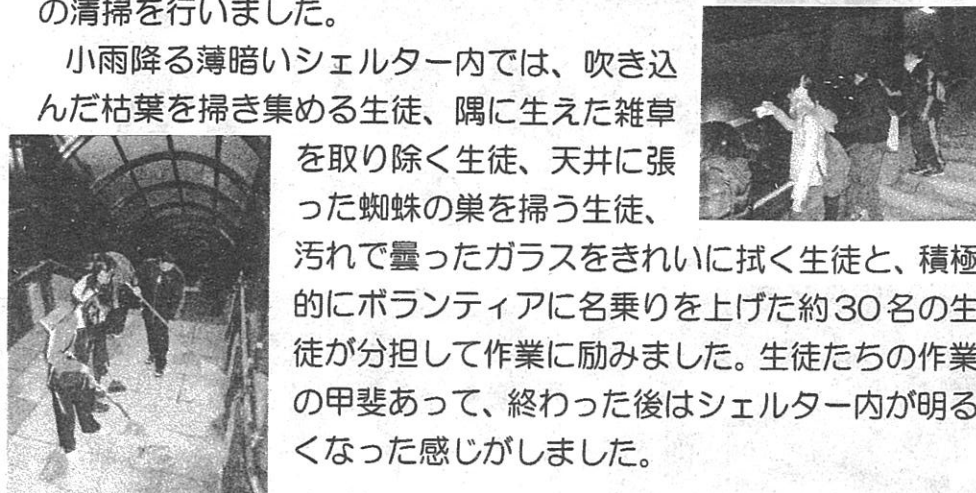 の清掃を行いました。
　小雨降る薄暗いシェルター内では、吹き込
んだ枯葉を掃き集める生徒、隅に生えた雑草
を取り除く生徒、天井に張
った蜘蛛の巣を掃う生徒、
汚れで曇ったガラスをきれいに拭く生徒と、積極
的にボランティアに名乗りを上げた約30名の生
徒が分担して作業に励みました。生徒たちの作業
の甲斐あって、終わった後はシェルター内が明る
くなった感じがしました。